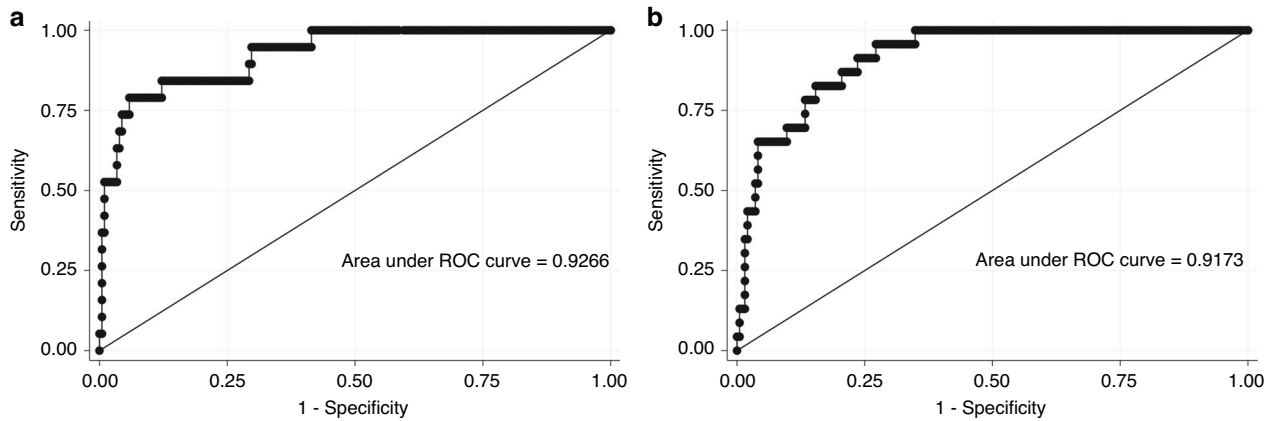 a
1.00
0.75
0.50
0.25
0.00
Sensitivity
Area under ROC curve = 0.9266
0.00 0.25 0.50 0.75 1.00
1 - Specificity
b
1.00
0.75
0.50
0.25
0.00
Sensitivity
Area under ROC curve = 0.9173
0.00 0.25 0.50 0.75 1.00
1 - Specificity